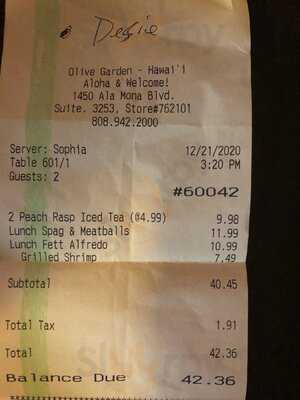 Desiie
Olive Garden - Hawai'i
Aloha & Welcome!
1450 Ala Mona Blvd.
Suite. 3253, Store#762101
808.942.2000
Server: Sophia 12/21/2020
Table 601/1 3:20 PM
Guests: 2
#60042
2 Peach Rasp Iced Tea (@4.99) 9.98
Lunch Spag & Meatballs 11.99
Lunch Fett Alfredo 10.99
Grilled Shrimp 7.49
Subtotal 40.45
Total Tax 1.91
Total 42.36
Balance Due 42.36